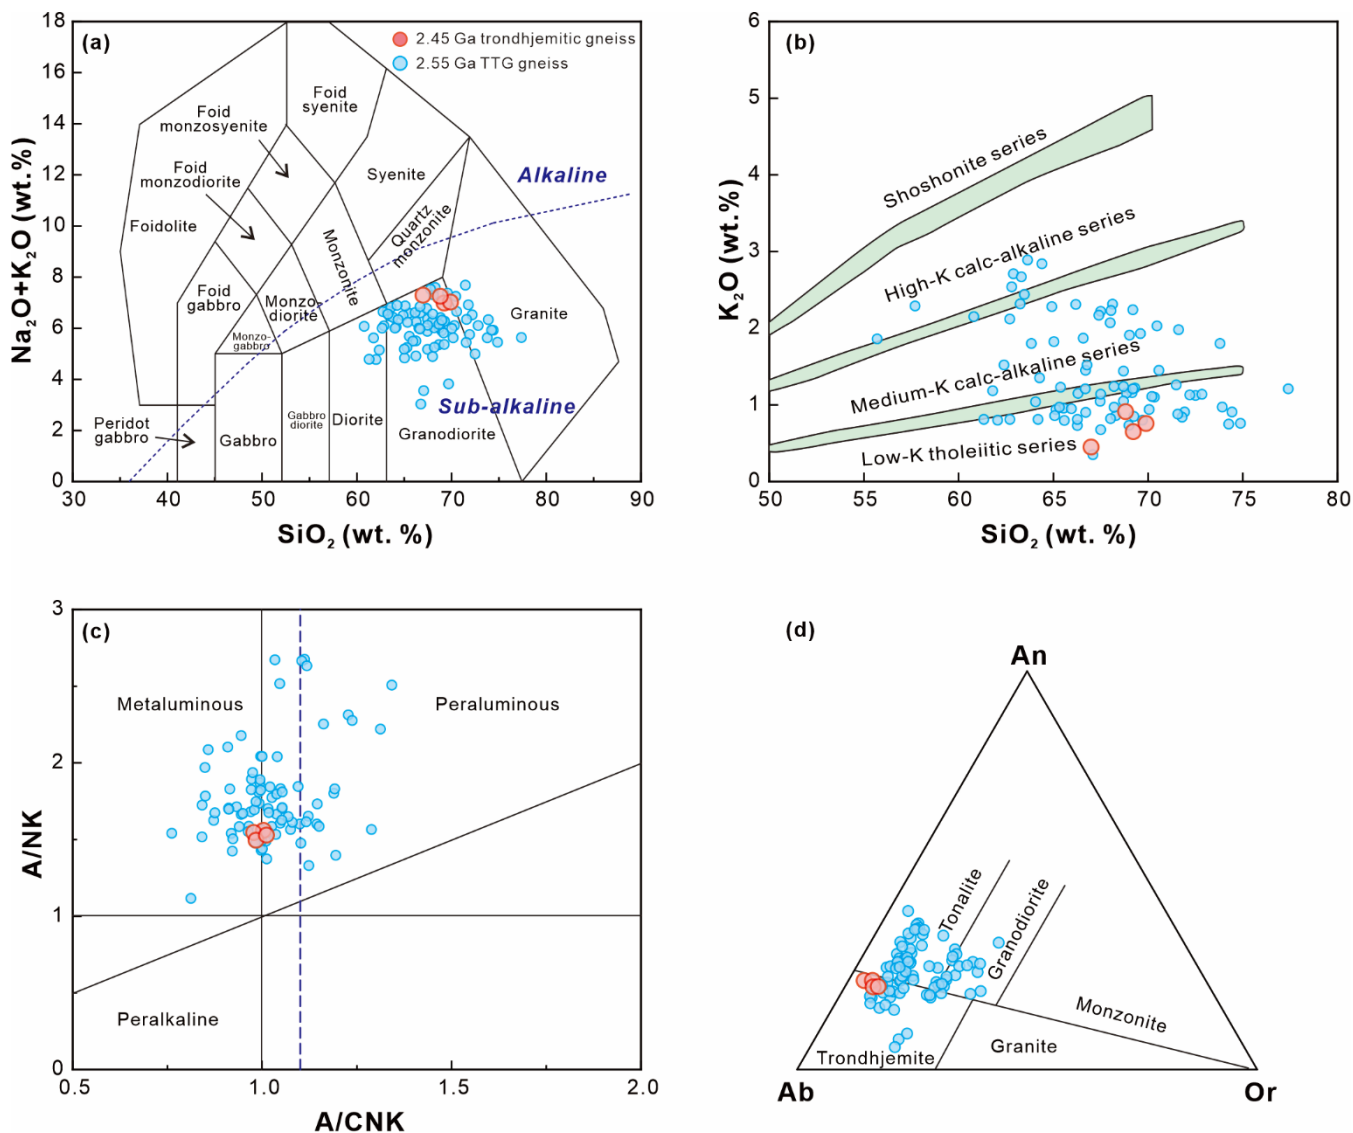 (a)
2.45 Ga trondhjemitic gneiss
2.55 Ga TTG gneiss
Foid
syenite
Foid
monzosyenite
Foid
monzodiorite
Foidolite
Syenite
Alkaline
Quartz
monzonite
Monzonite
Foid
gabbro
Monzo-
diorite
Monzo-
gabbro
Granite
Sub-alkaline
Peridot
gabbro
Gabbro
Gabbro
diorite
Diorite
Granodiorite
18
16
14
12
10
8
6
4
2
0
30
40
50
60
70
80
90
Na₂O+K₂O (wt.%)
SiO₂ (wt. %)
(b)
Shoshonite series
High-K calc-alkaline series
Medium-K calc-alkaline series
Low-K tholeiitic series
6
5
4
3
2
1
0
50
60
65
70
75
80
K₂O (wt.%)
SiO₂ (wt. %)
(c)
Metaluminous
Peraluminous
Peralkaline
3
2
1
0
0.5
1.0
1.5
2.0
A/NK
A/CNK
(d)
An
Tonalite
Granodiorite
Monzonite
Trondhjemite
Granite
Ab
Or